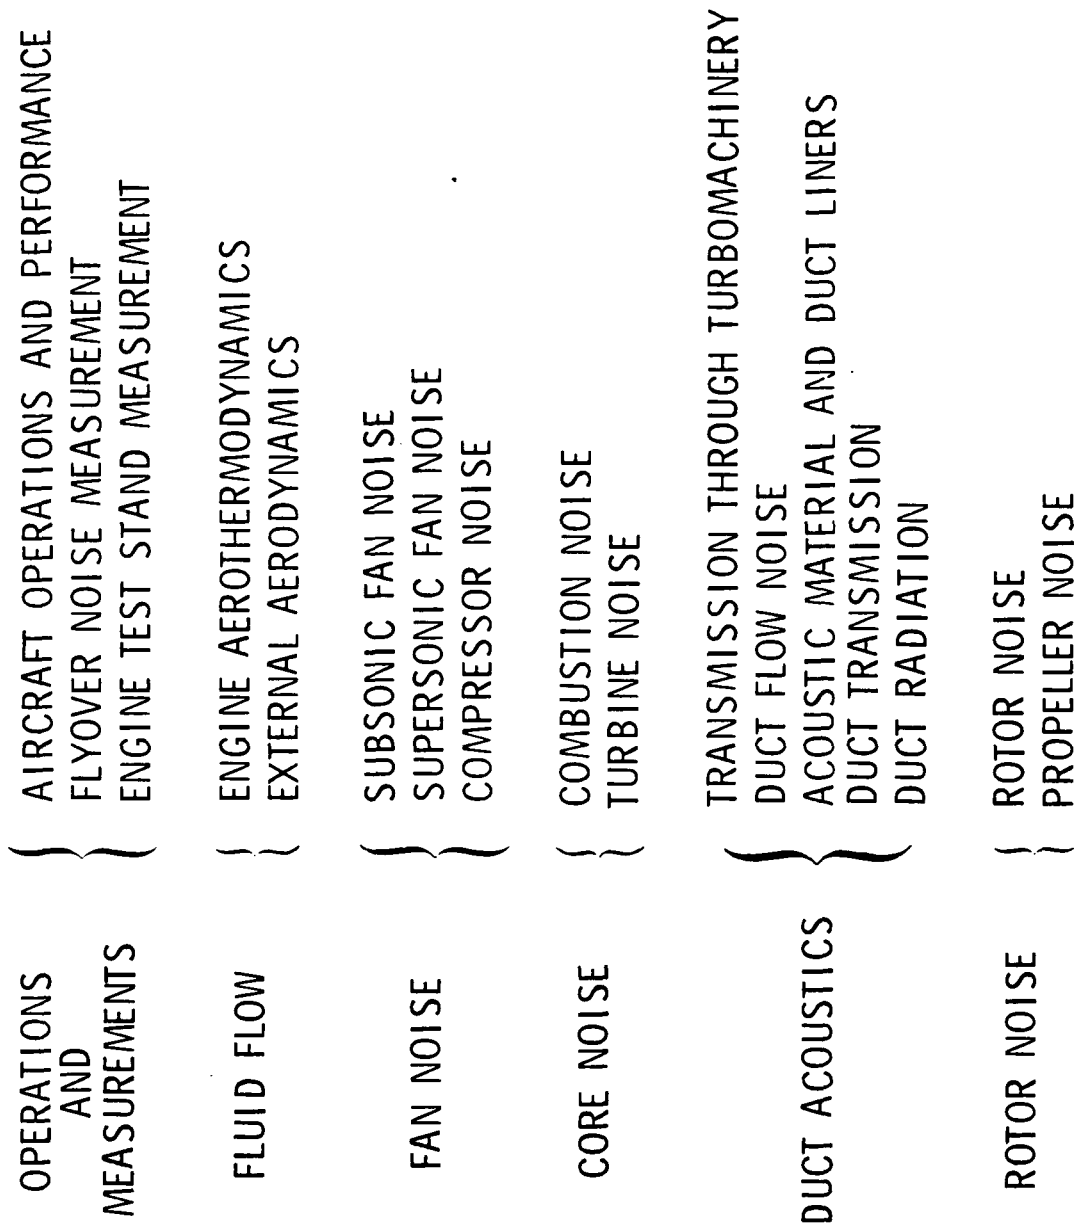 OPERATIONS
AND
MEASUREMENTS
AIRCRAFT OPERATIONS AND PERFORMANCE
FLYOVER NOISE MEASUREMENT
ENGINE TEST STAND MEASUREMENT
FLUID FLOW
ENGINE AEROTHERMODYNAMICS
EXTERNAL AERODYNAMICS
FAN NOISE
SUBSONIC FAN NOISE
SUPERSONIC FAN NOISE
COMPRESSOR NOISE
CORE NOISE
COMBUSTION NOISE
TURBINE NOISE
DUCT ACOUSTICS
TRANSMISSION THROUGH TURBOMACHINERY
DUCT FLOW NOISE
ACOUSTIC MATERIAL AND DUCT LINERS
DUCT TRANSMISSION
DUCT RADIATION
ROTOR NOISE
ROTOR NOISE
PROPELLER NOISE